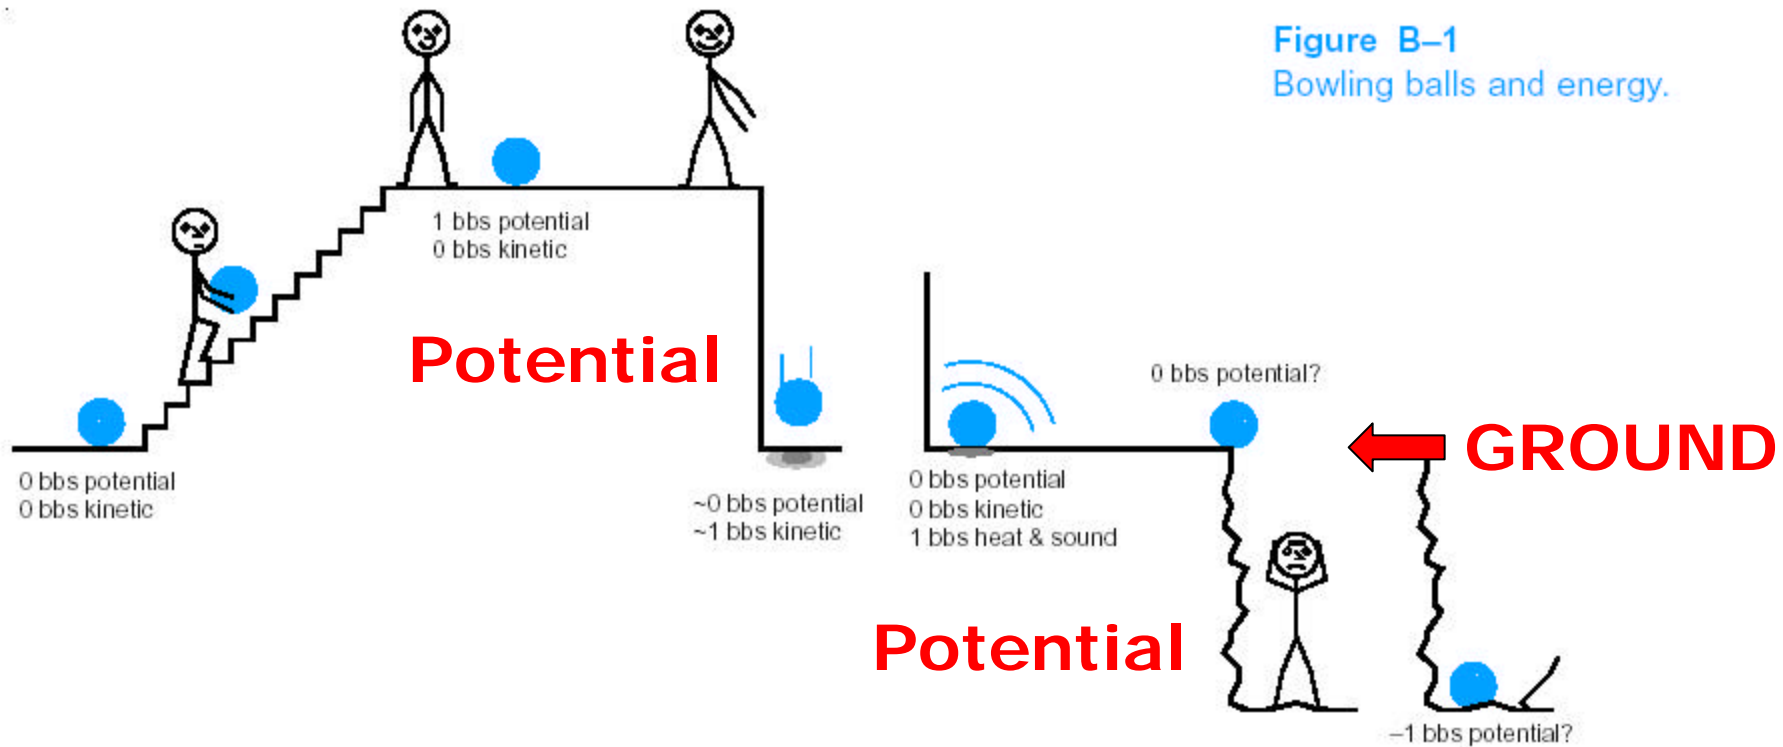 Figure B–1
Bowling balls and energy.
1 bbs potential
0 bbs kinetic
Potential
0 bbs potential?
GROUND
0 bbs potential
0 bbs kinetic
~0 bbs potential
~1 bbs kinetic
0 bbs potential
0 bbs kinetic
1 bbs heat & sound
Potential
–1 bbs potential?